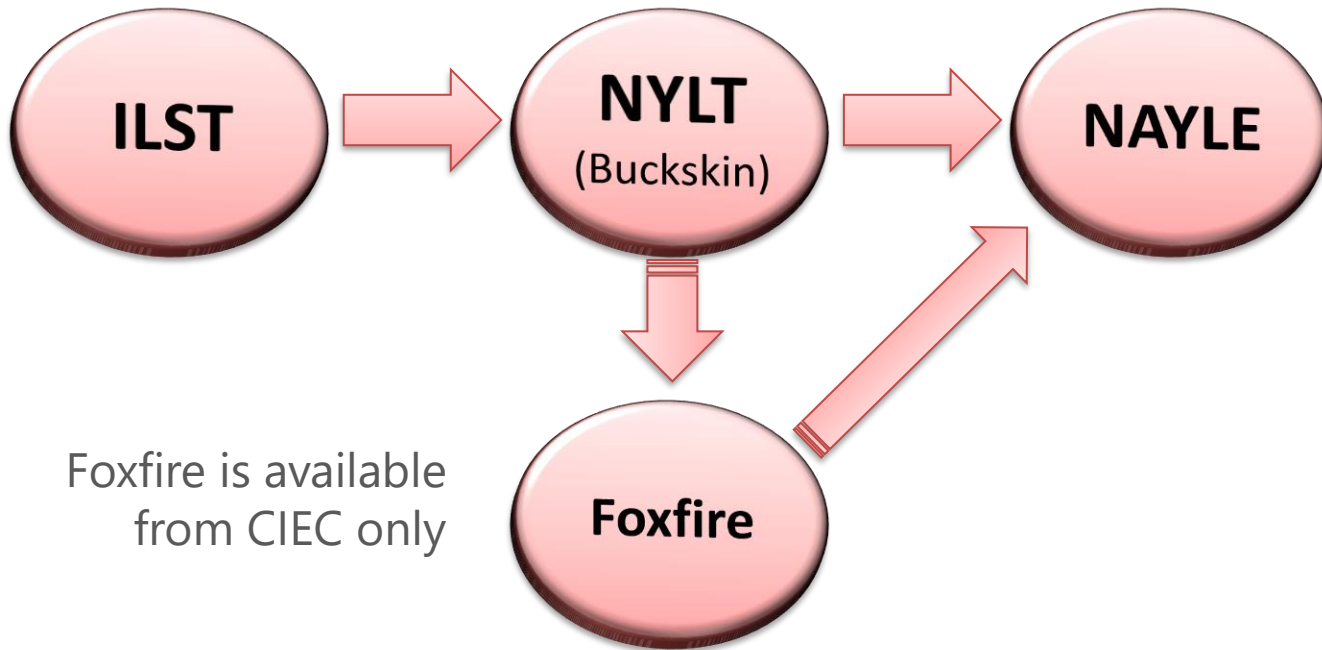 ILST
NYLT
(Buckskin)
NAYLE
Foxfire is available
from CIEC only
Foxfire